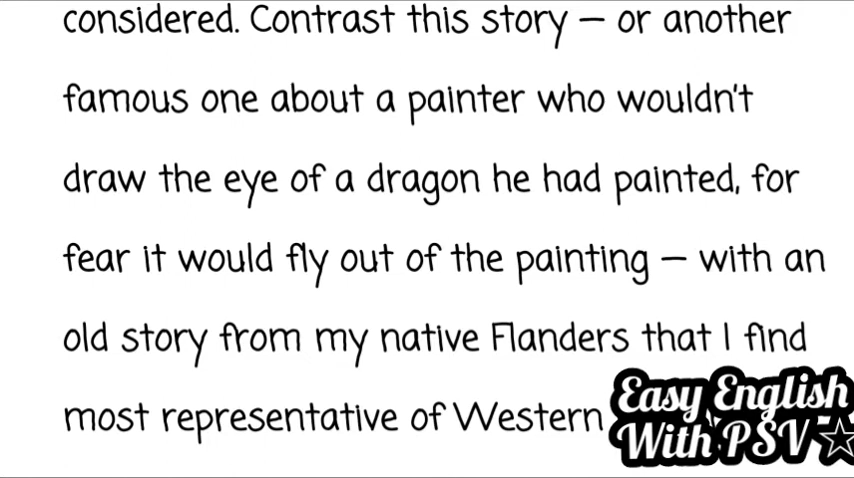 considered. Contrast this story – or another
famous one about a painter who wouldn't
draw the eye of a dragon he had painted, for
fear it would fly out of the painting – with an
old story from my native Flanders that I find
most representative of Western
Easy English
With PSV